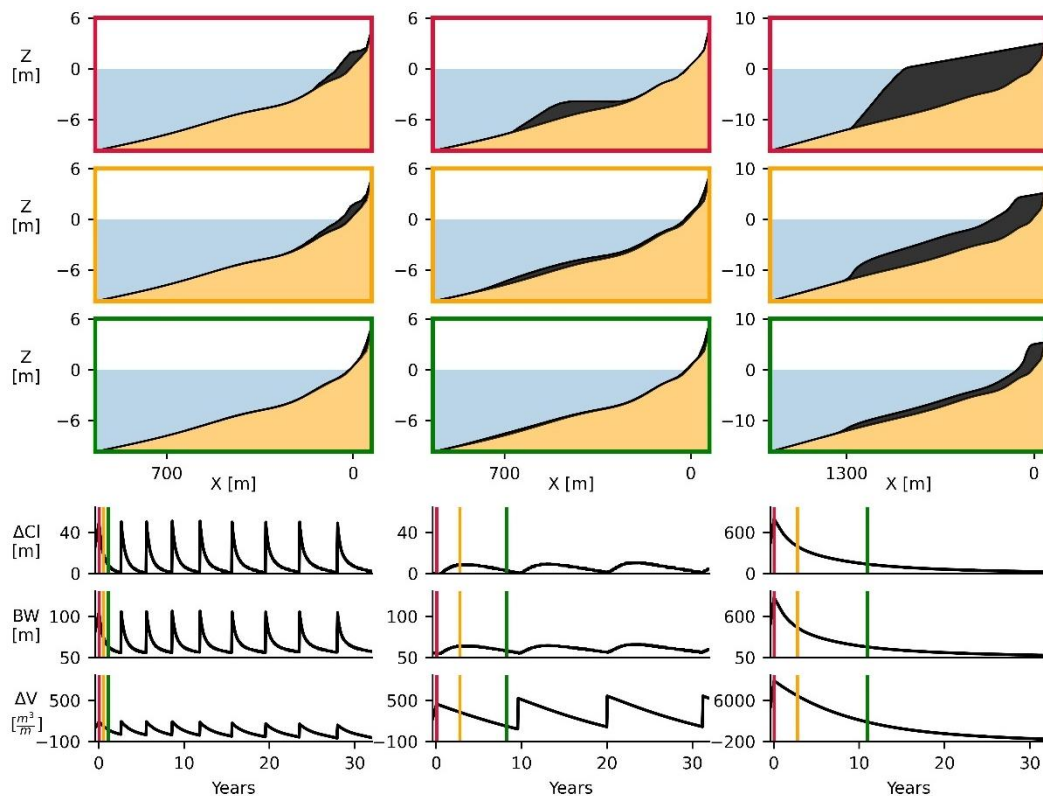 6 6 10
Z
[m]
0 0 0
−6 −6 −10
6 6 10
Z
[m]
0 0 0
−6 −6 −10
6 6 10
Z
[m]
0 0 0
−6 −6 −10
700 0 700 0 1300 0
X [m] X [m] X [m]
ΔCl
[m]
40 40 600
0 0 0
BW
[m]
100 100 600
50 50 50
ΔV
[m³/m]
500 500 6000
−100 −100 −200
0 10 20 30 0 10 20 30 0 10 20 30
Years Years Years